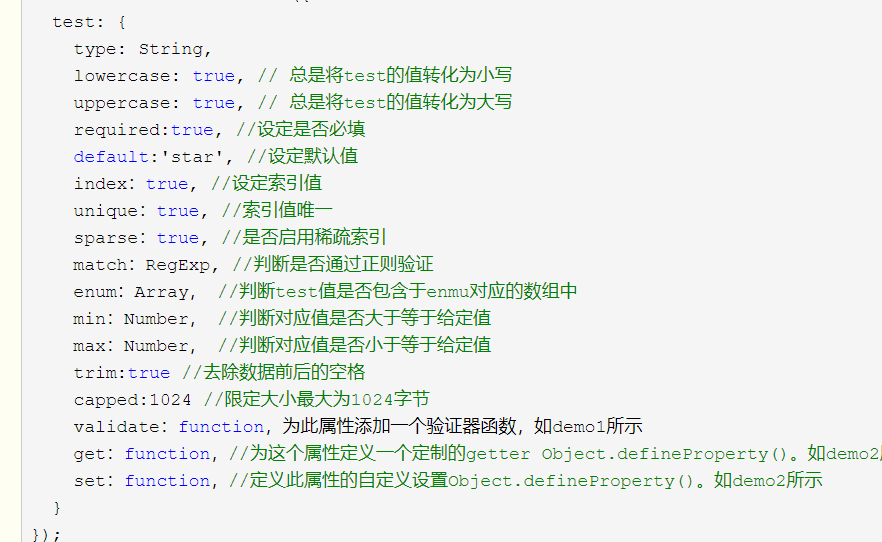 test: {
type: String,
lowercase: true, // 总是将test的值转化为小写
uppercase: true, // 总是将test的值转化为大写
required:true, //设定是否必填
default:'star', //设定默认值
index：true, //设定索引值
unique：true, //索引值唯一
sparse：true, //是否启用稀疏索引
match：RegExp, //判断是否通过正则验证
enum：Array, //判断test值是否包含于enmu对应的数组中
min：Number, //判断对应值是否大于等于给定值
max：Number, //判断对应值是否小于等于给定值
trim:true //去除数据前后的空格
capped:1024 //限定大小最大为1024字节
validate：function, 为此属性添加一个验证器函数，如demo1所示
get：function, //为这个属性定义一个定制的getter Object.defineProperty()。如demo2
set：function, //定义此属性的自定义设置Object.defineProperty()。如demo2所示
}
});